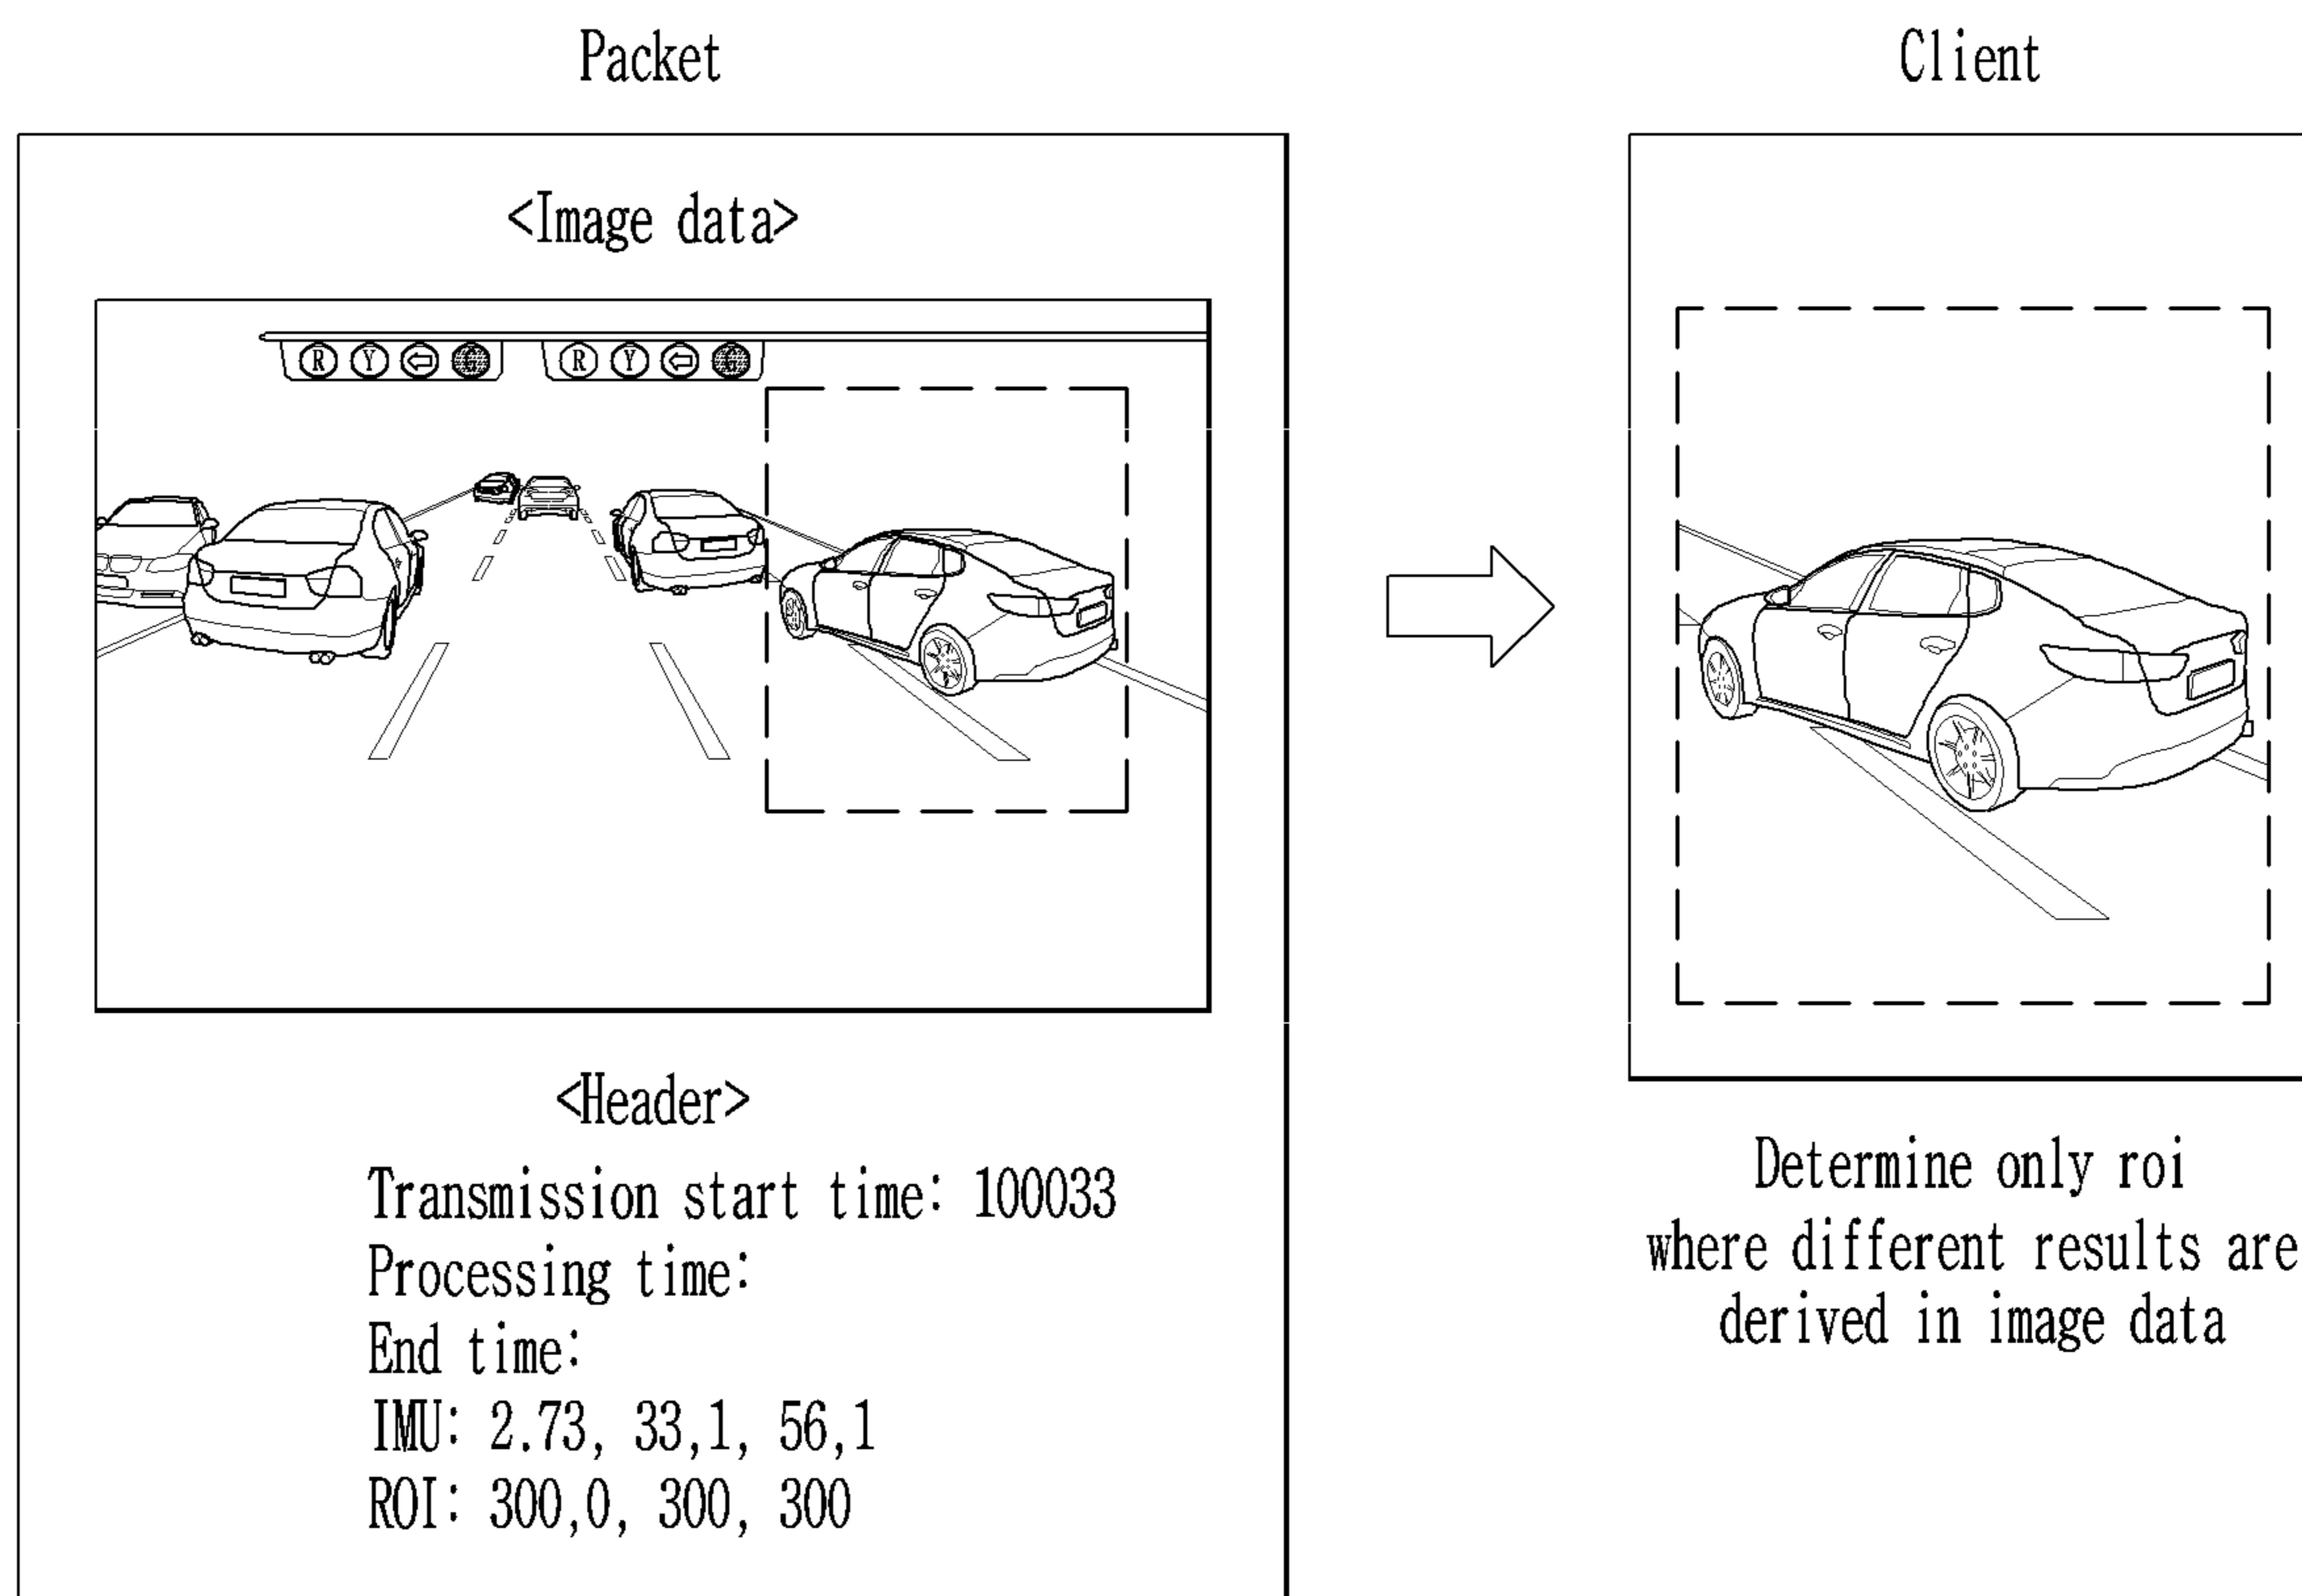 Packet
<Image data>
R Y G R Y G
<Header>
Transmission start time: 100033
Processing time:
End time:
IMU: 2.73, 33,1, 56,1
ROI: 300,0, 300, 300
Client
Determine only roi
where different results are
derived in image data